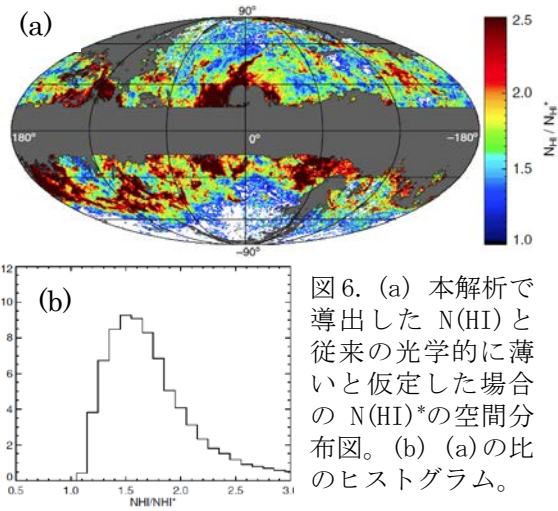 (a)
90°
180°
0°
-180°
-90°
2.5
2.0
1.5
1.0
N_HI / N_HI*
(b)
12
10
8
6
4
2
0
0.5 1.0 1.5 2.0 2.5 3.0
NHI/NHI*
図6. (a) 本解析で
導出した N(HI)と
従来の光学的に薄
いと仮定した場合
の N(HI)*の空間分
布図。(b) (a)の比
のヒストグラム。